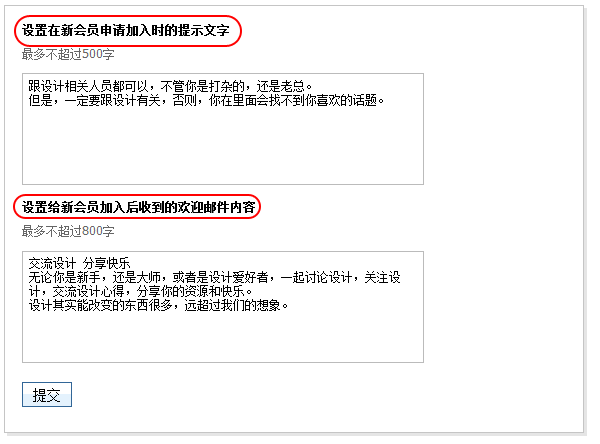 设置在新会员申请加入时的提示文字
最多不超过500字
跟设计相关人员都可以，不管你是打杂的，还是老总。
但是，一定要跟设计有关，否则，你在里面会找不到你喜欢的话题。
设置给新会员加入后收到的欢迎邮件内容
最多不超过800字
交流设计 分享快乐
无论你是新手，还是大师，或者是设计爱好者，一起讨论设计，关注设
计，交流设计心得，分享你的资源和快乐。
设计其实能改变的东西很多，远超过我们的想象。
提交